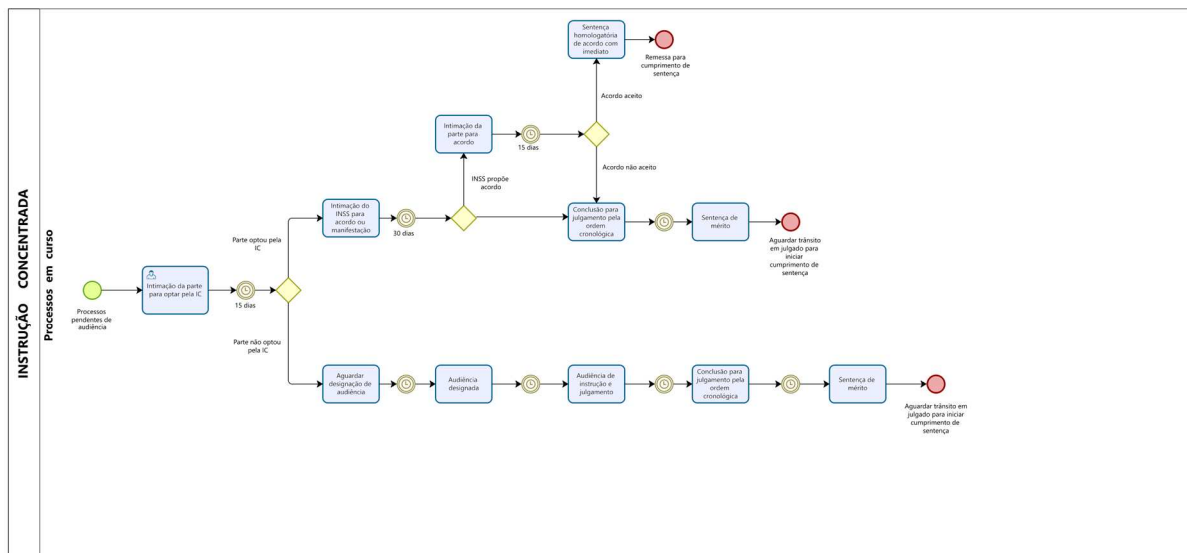 INSTRUÇÃO CONCENTRADA
Processos em curso
Processos
pendentes de
audiência
Intimação da parte
para optar pela IC
15 dias
Parte optou pela
IC
Intimação do
INSS para
acordo ou
manifestação
30 dias
INSS propõe
acordo
Intimação da
parte para
acordo
15 dias
Acordo aceito
Sentença
homologatória
de acordo com
imediato
Remessa para
cumprimento de
sentença
Acordo não aceito
Conclusão para
julgamento pela
ordem
cronológica
Sentença de
mérito
Aguardar trânsito
em julgado para
iniciar
cumprimento de
sentença
Parte não optou
pela IC
Aguardar
designação de
audiência
Audiência
designada
Audiência de
instrução e
julgamento
Conclusão para
julgamento pela
ordem
cronológica
Sentença de
mérito
Aguardar trânsito em
julgado para iniciar
cumprimento de
sentença